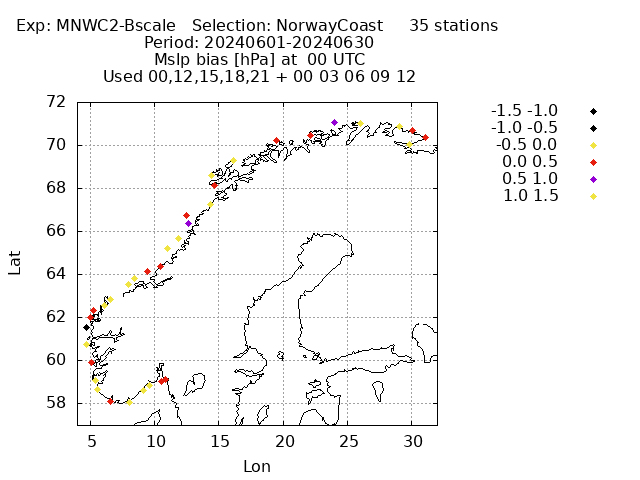 Exp: MNWC2-Bscale   Selection: NorwayCoast     35 stations
Period: 20240601-20240630
Mslp bias [hPa] at  00 UTC
Used 00,12,15,18,21 + 00 03 06 09 12
72
70
68
66
64
62
60
58
Lat
5 10 15 20 25 30
Lon
-1.5 -1.0
-1.0 -0.5
-0.5 0.0
0.0 0.5
0.5 1.0
1.0 1.5